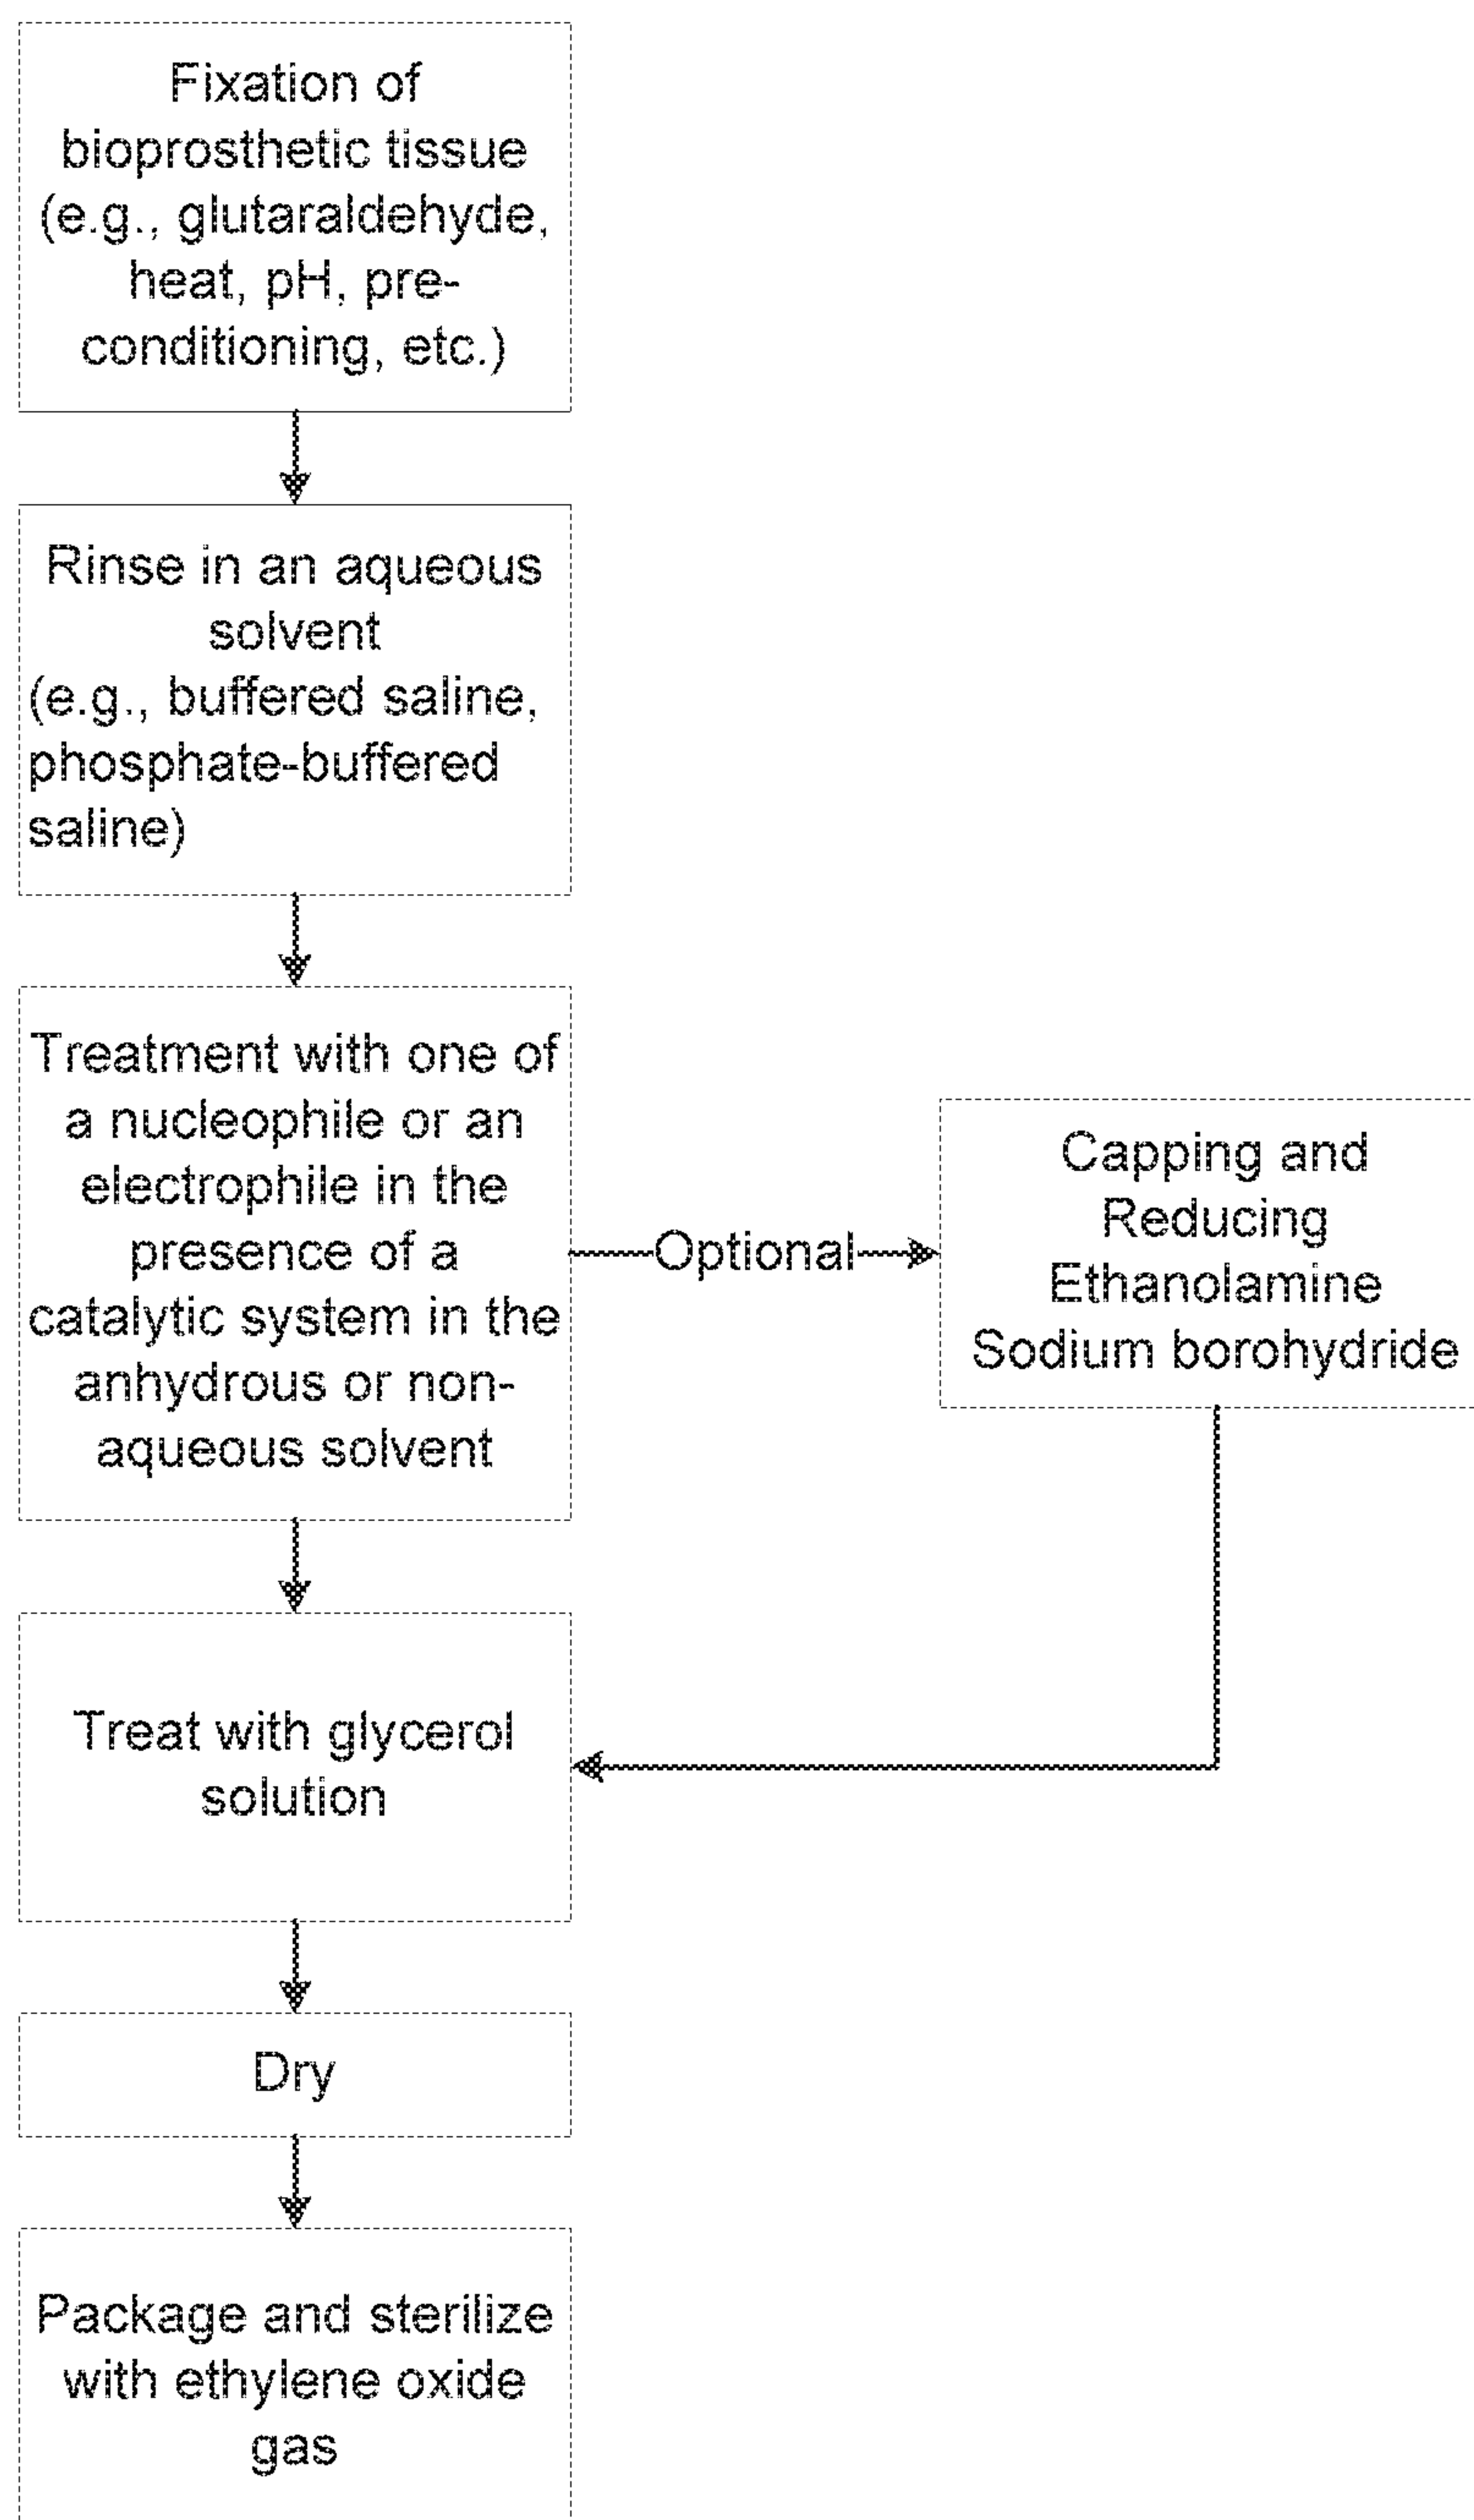 Fixation of
bioprosthetic tissue
(e.g., glutaraldehyde,
heat, pH, pre-
conditioning, etc.)
Rinse in an aqueous
solvent
(e.g., buffered saline,
phosphate-buffered
saline)
Treatment with one of
a nucleophile or an
electrophile in the
presence of a
catalytic system in the
anhydrous or non-
aqueous solvent
Optional
Capping and
Reducing
Ethanolamine
Sodium borohydride
Treat with glycerol
solution
Dry
Package and sterilize
with ethylene oxide
gas